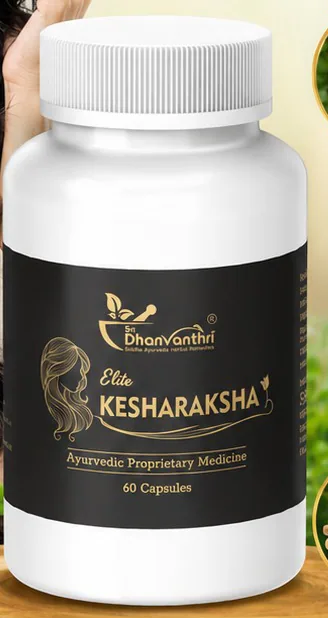 Sri
Dhanvanthri®
Siddha Ayurveda Herbal Remedies
Elite
KESHARAKSHA
Ayurvedic Proprietary Medicine
60 Capsules